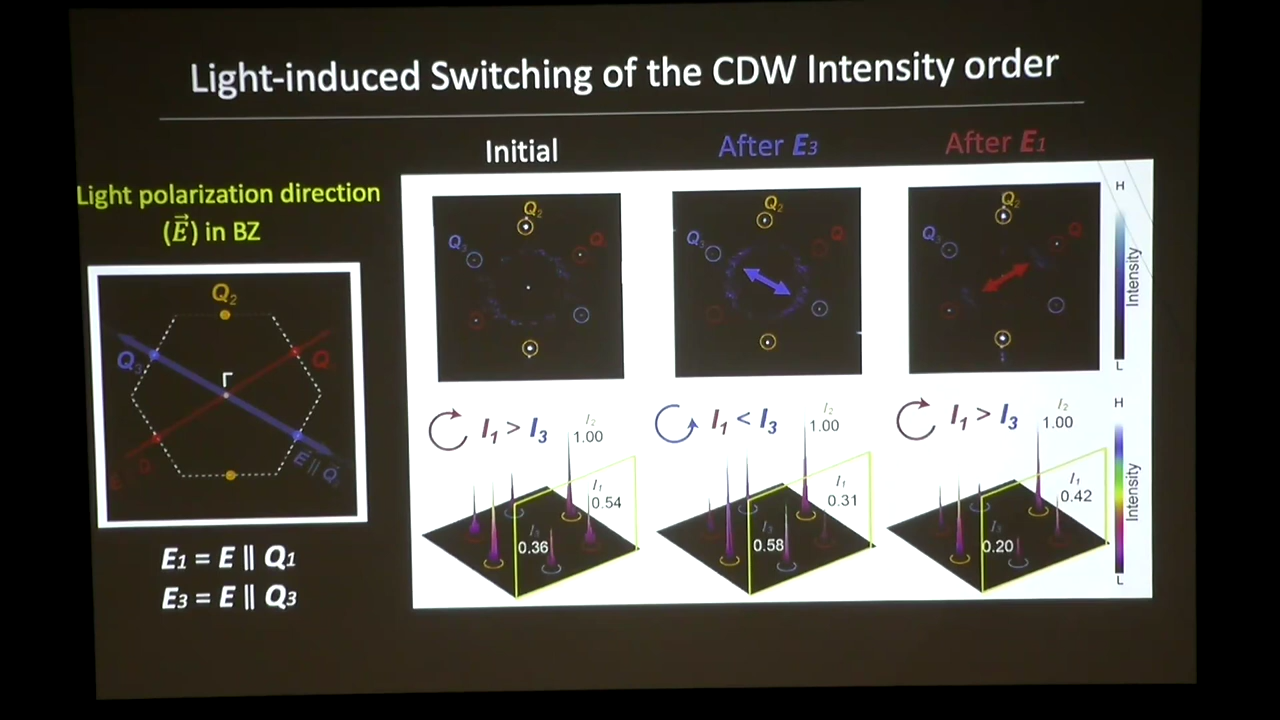 Light-induced Switching of the CDW Intensity order
Light polarization direction
(E⃗) in BZ
Q₂
Q₃
Q
Γ
E⃗ ∥ Q
E₁ = E ∥ Q₁
E₃ = E ∥ Q₃
Initial
After E₃
After E₁
Q₂
Q₃
Q
Q₂
Q₃
Q
Q₂
Q₃
Q
H
Intensity
L
I₁ > I₃
I₂
1.00
I₁
0.54
I₃
0.36
I₁ < I₃
I₂
1.00
I₁
0.31
I₃
0.58
I₁ > I₃
I₂
1.00
I₁
0.42
I₃
0.20
H
Intensity
L